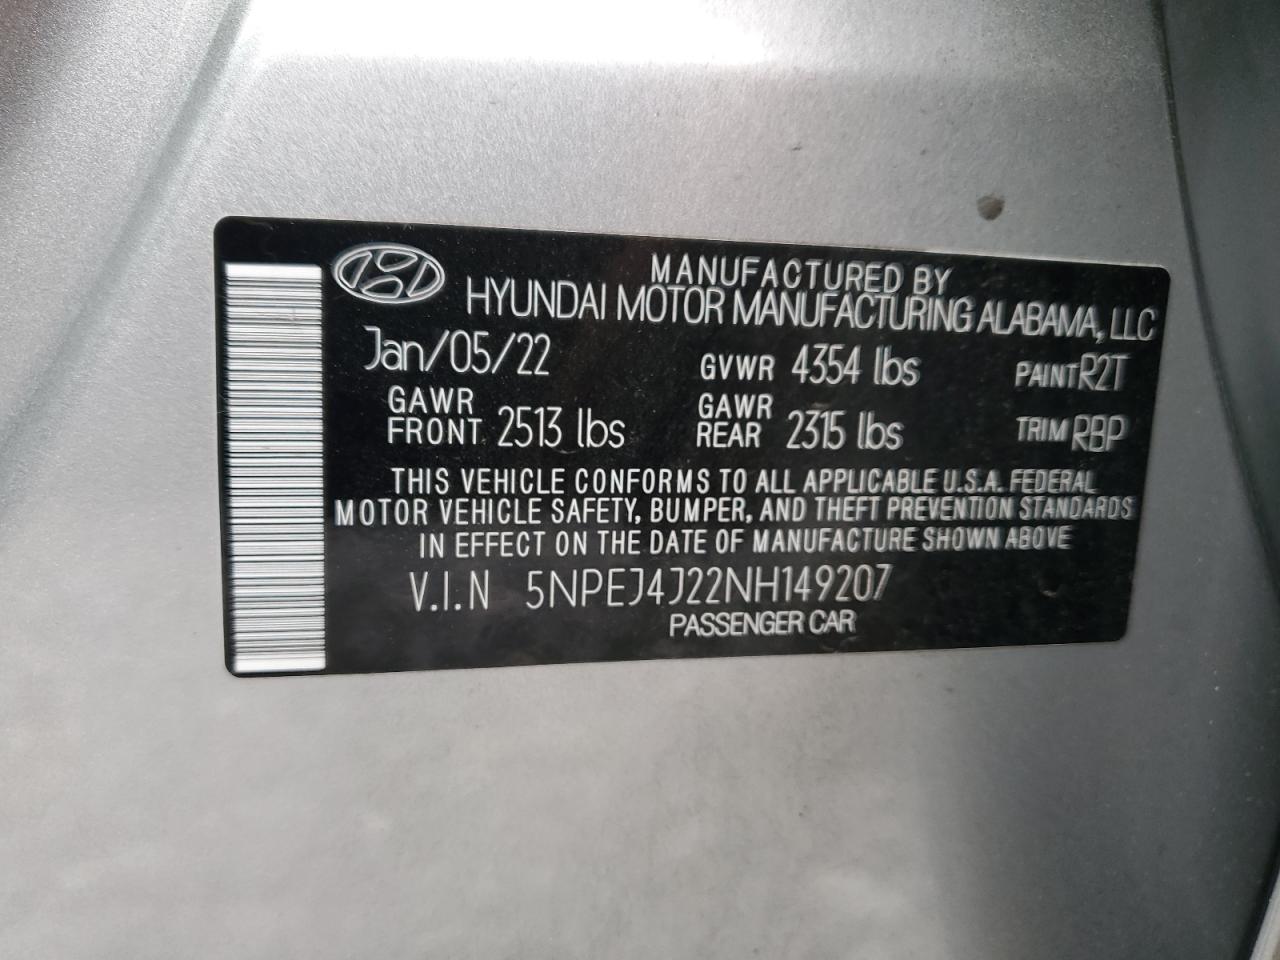 MANUFACTURED BY
HYUNDAI MOTOR MANUFACTURING ALABAMA, LLC
Jan/05/22 GVWR 4354 lbs PAINT R2T
GAWR FRONT 2513 lbs GAWR REAR 2315 lbs TRIM RBP
THIS VEHICLE CONFORMS TO ALL APPLICABLE U.S.A. FEDERAL
MOTOR VEHICLE SAFETY, BUMPER, AND THEFT PREVENTION STANDARDS
IN EFFECT ON THE DATE OF MANUFACTURE SHOWN ABOVE
V.I.N 5NPEJ4J22NH149207
PASSENGER CAR